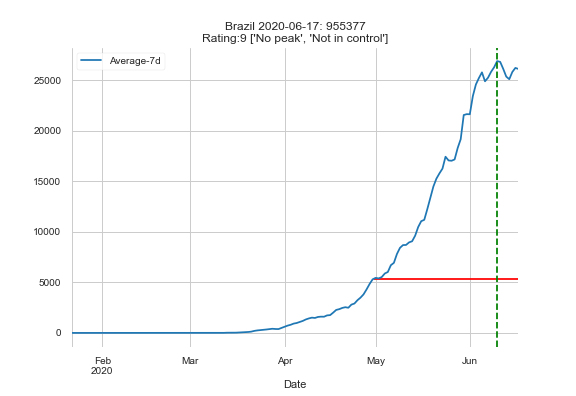 Brazil 2020-06-17: 955377
Rating:9 ['No peak', 'Not in control']
Average-7d
25000
20000
15000
10000
5000
0
Feb Mar Apr May Jun
2020
Date